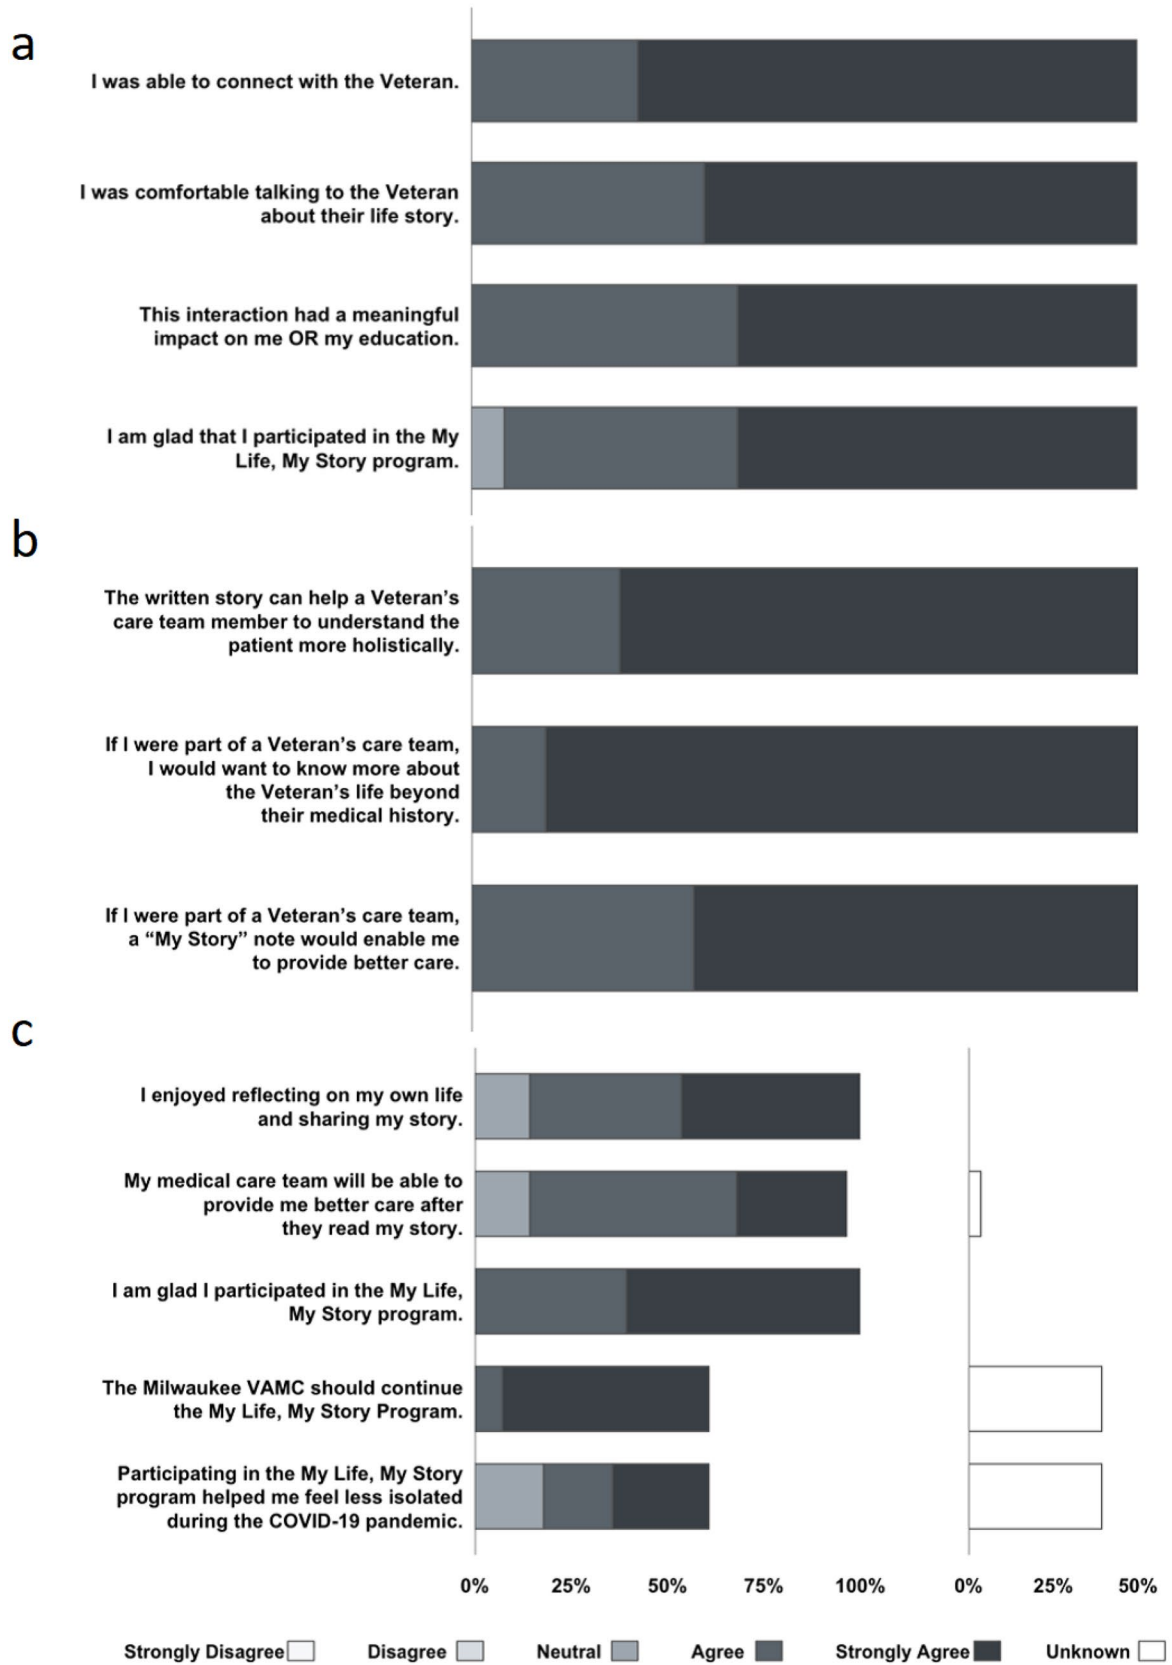 a
I was able to connect with the Veteran.
I was comfortable talking to the Veteran
about their life story.
This interaction had a meaningful
impact on me OR my education.
I am glad that I participated in the My
Life, My Story program.
b
The written story can help a Veteran’s
care team member to understand the
patient more holistically.
If I were part of a Veteran’s care team,
I would want to know more about
the Veteran’s life beyond
their medical history.
If I were part of a Veteran’s care team,
a “My Story” note would enable me
to provide better care.
c
I enjoyed reflecting on my own life
and sharing my story.
My medical care team will be able to
provide me better care after
they read my story.
I am glad I participated in the My Life,
My Story program.
The Milwaukee VAMC should continue
the My Life, My Story Program.
Participating in the My Life, My Story
program helped me feel less isolated
during the COVID-19 pandemic.
0% 25% 50% 75% 100% 0% 25% 50%
Strongly Disagree Disagree Neutral Agree Strongly Agree Unknown